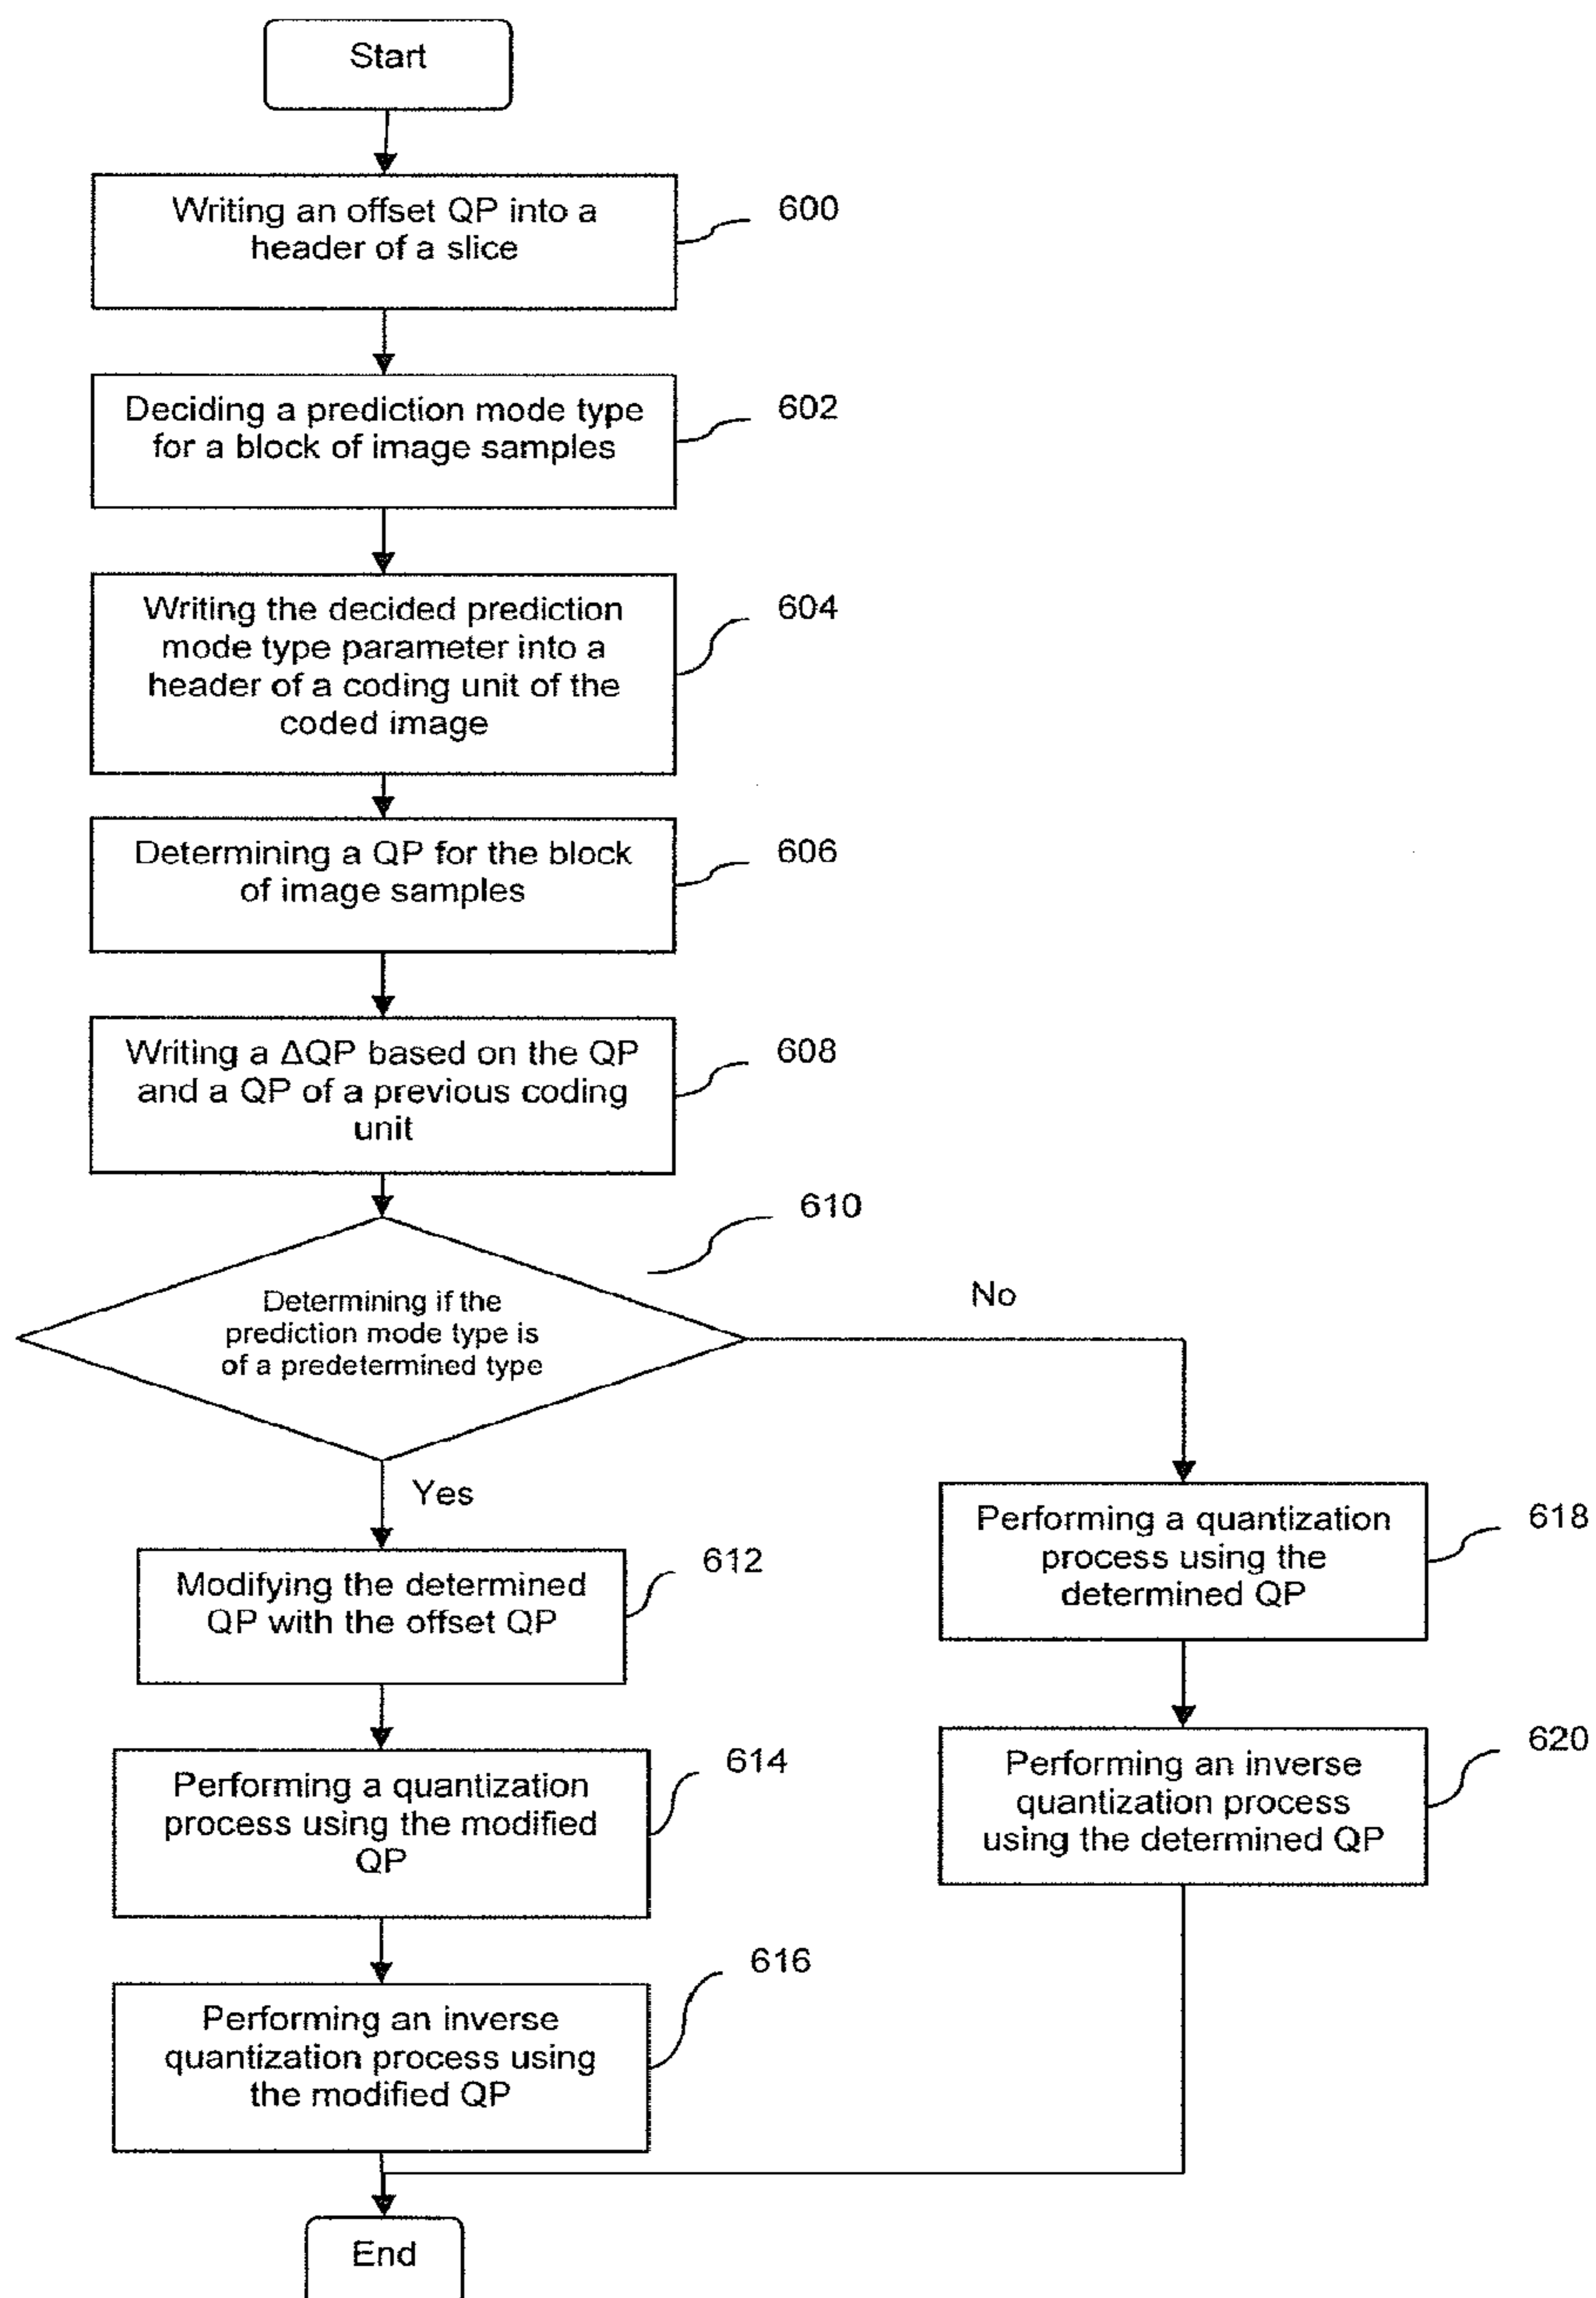 Start
Writing an offset QP into a
header of a slice
600
Deciding a prediction mode type
for a block of image samples
602
Writing the decided prediction
mode type parameter into a
header of a coding unit of the
coded image
604
Determining a QP for the block
of image samples
606
Writing a ΔQP based on the QP
and a QP of a previous coding
unit
608
610
Determining if the
prediction mode type is
of a predetermined type
No
Yes
Modifying the determined
QP with the offset QP
612
Performing a quantization
process using the modified
QP
614
Performing an inverse
quantization process using
the modified QP
616
Performing a quantization
process using the
determined QP
618
Performing an inverse
quantization process
using the determined QP
620
End